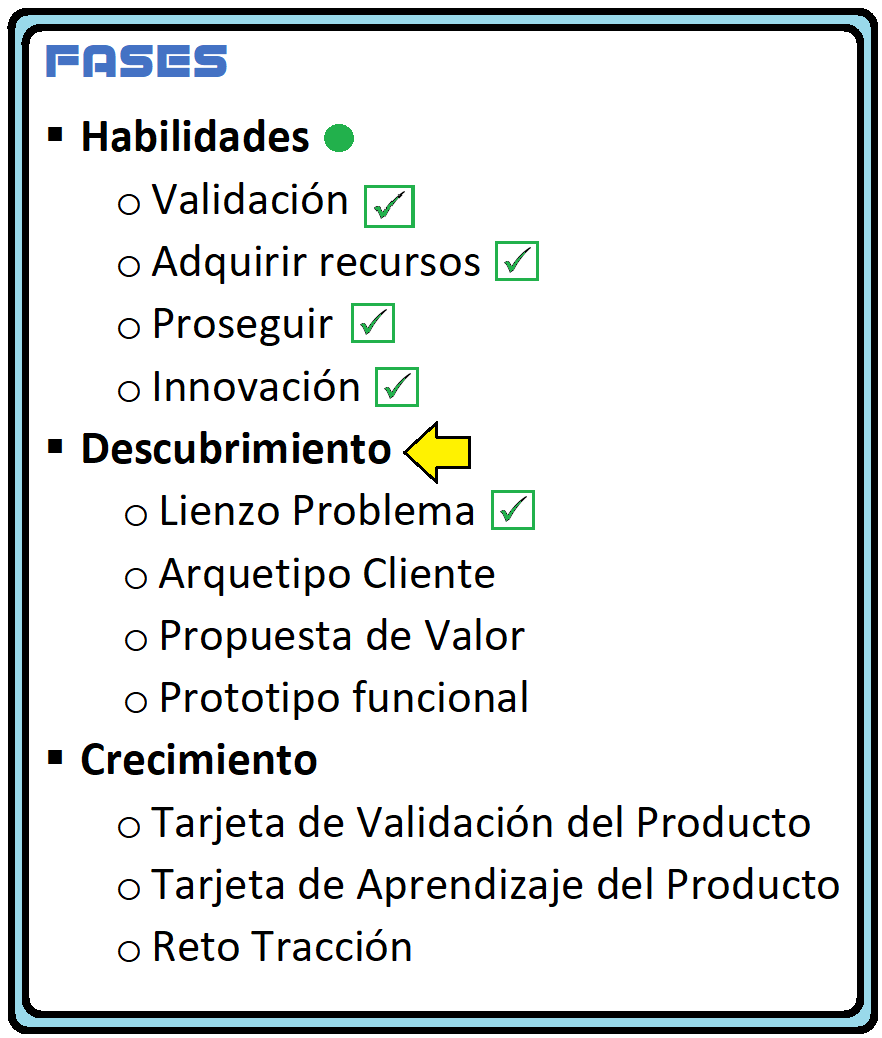 FASES
Habilidades
Validación
Adquirir recursos
Proseguir
Innovación
Descubrimiento
Lienzo Problema
Arquetipo Cliente
Propuesta de Valor
Prototipo funcional
Crecimiento
Tarjeta de Validación del Producto
Tarjeta de Aprendizaje del Producto
Reto Tracción